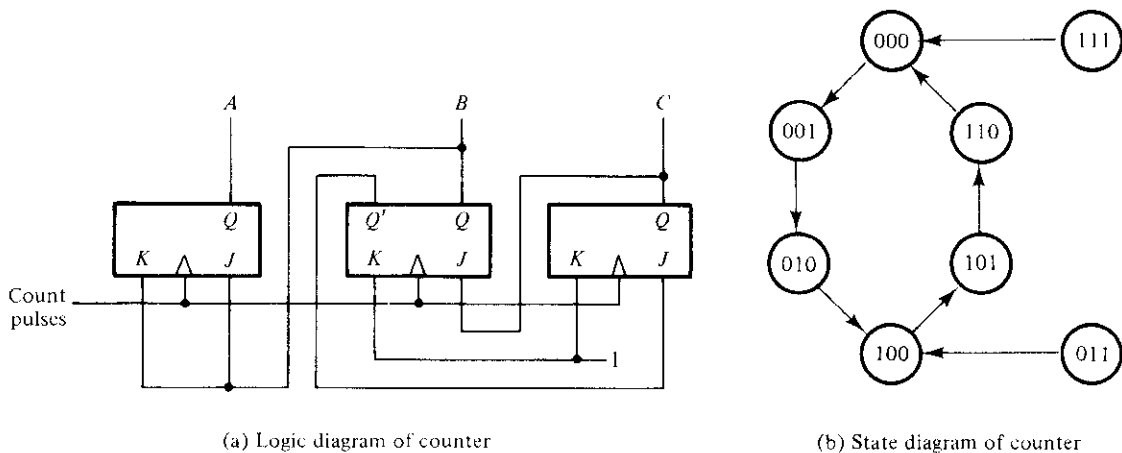 A B C
Q Q' Q Q
K J K J K J
Count
pulses
1
(a) Logic diagram of counter
000 111
001 110
010 101
100 011
(b) State diagram of counter